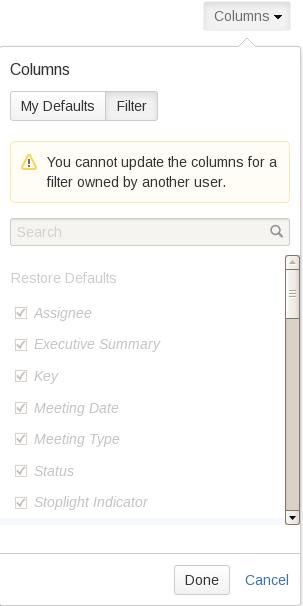 Columns
Columns
My Defaults Filter
You cannot update the columns for a
filter owned by another user.
Search
Restore Defaults
Assignee
Executive Summary
Key
Meeting Date
Meeting Type
Status
Stoplight Indicator
Done Cancel